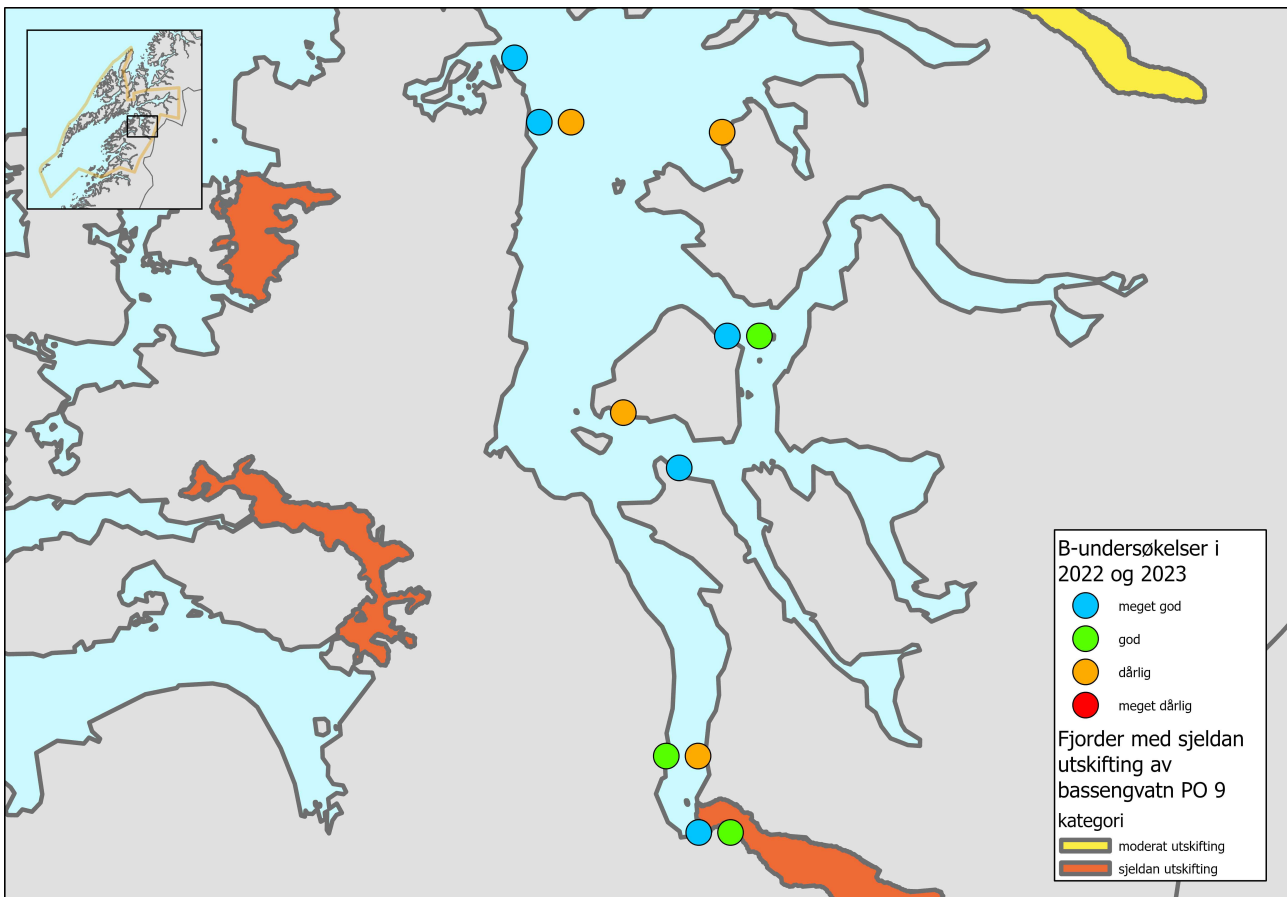 B-undersøkelser i
2022 og 2023
meget god
god
dårlig
meget dårlig
Fjorder med sjeldan
utskifting av
bassengvatn PO 9
kategori
moderat utskifting
sjeldan utskifting